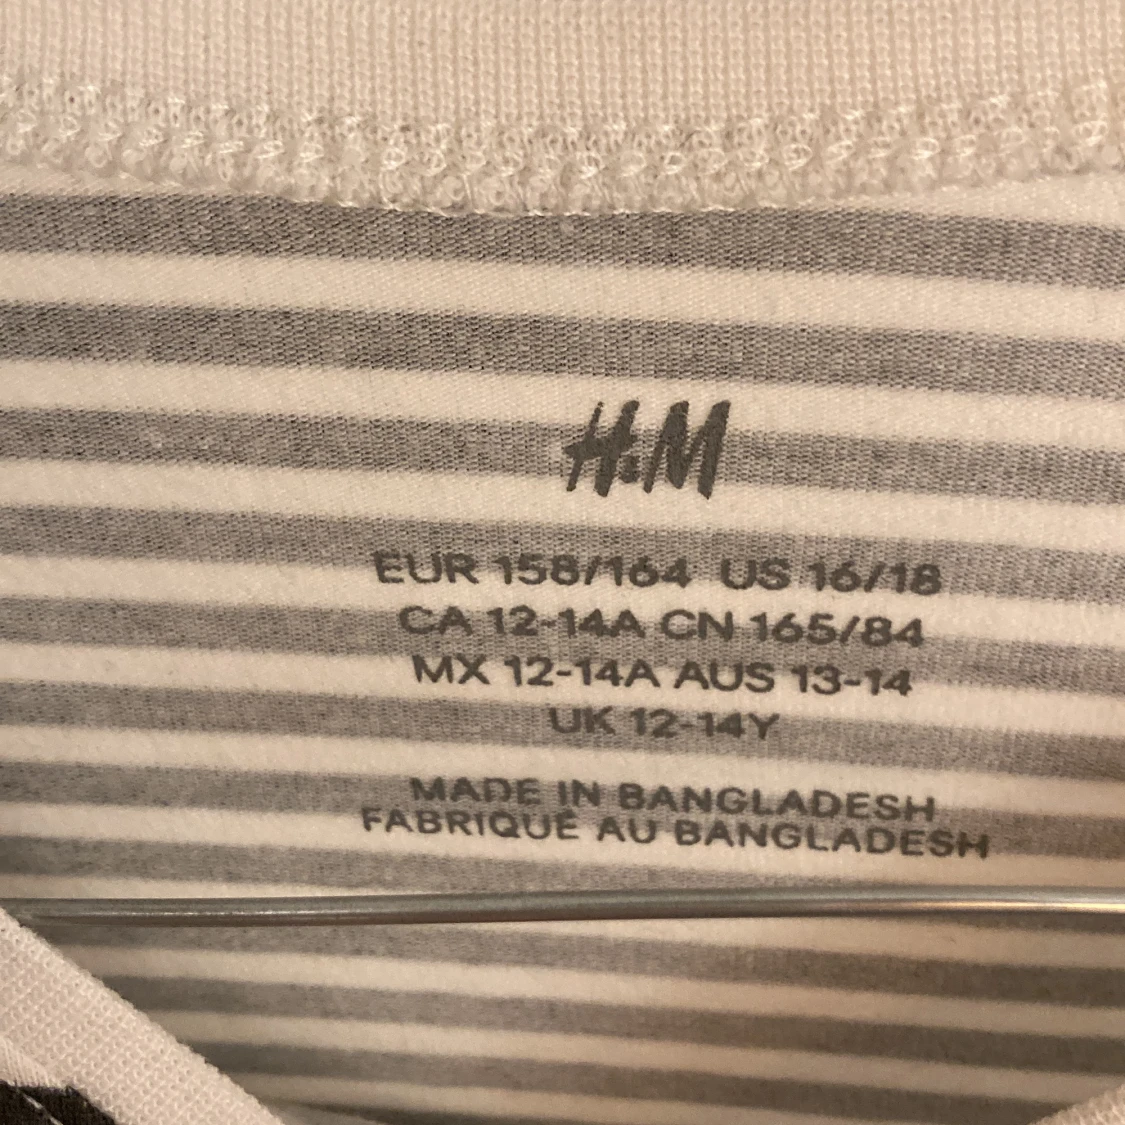 H&M
EUR 158/164 US 16/18
CA 12-14A CN 165/84
MX 12-14A AUS 13-14
UK 12-14Y
MADE IN BANGLADESH
FABRIQUÉ AU BANGLADESH